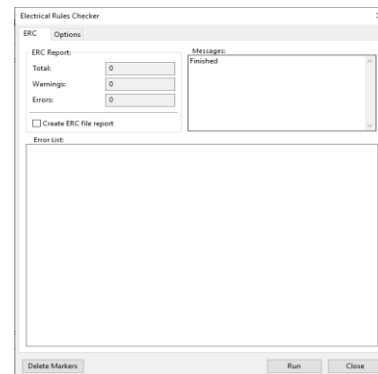 Electrical Rules Checker
ERC Options
ERC Report:
Total: 0
Warnings: 0
Errors: 0
Create ERC file report
Messages:
Finished
Error List:
Delete Markers Run Close